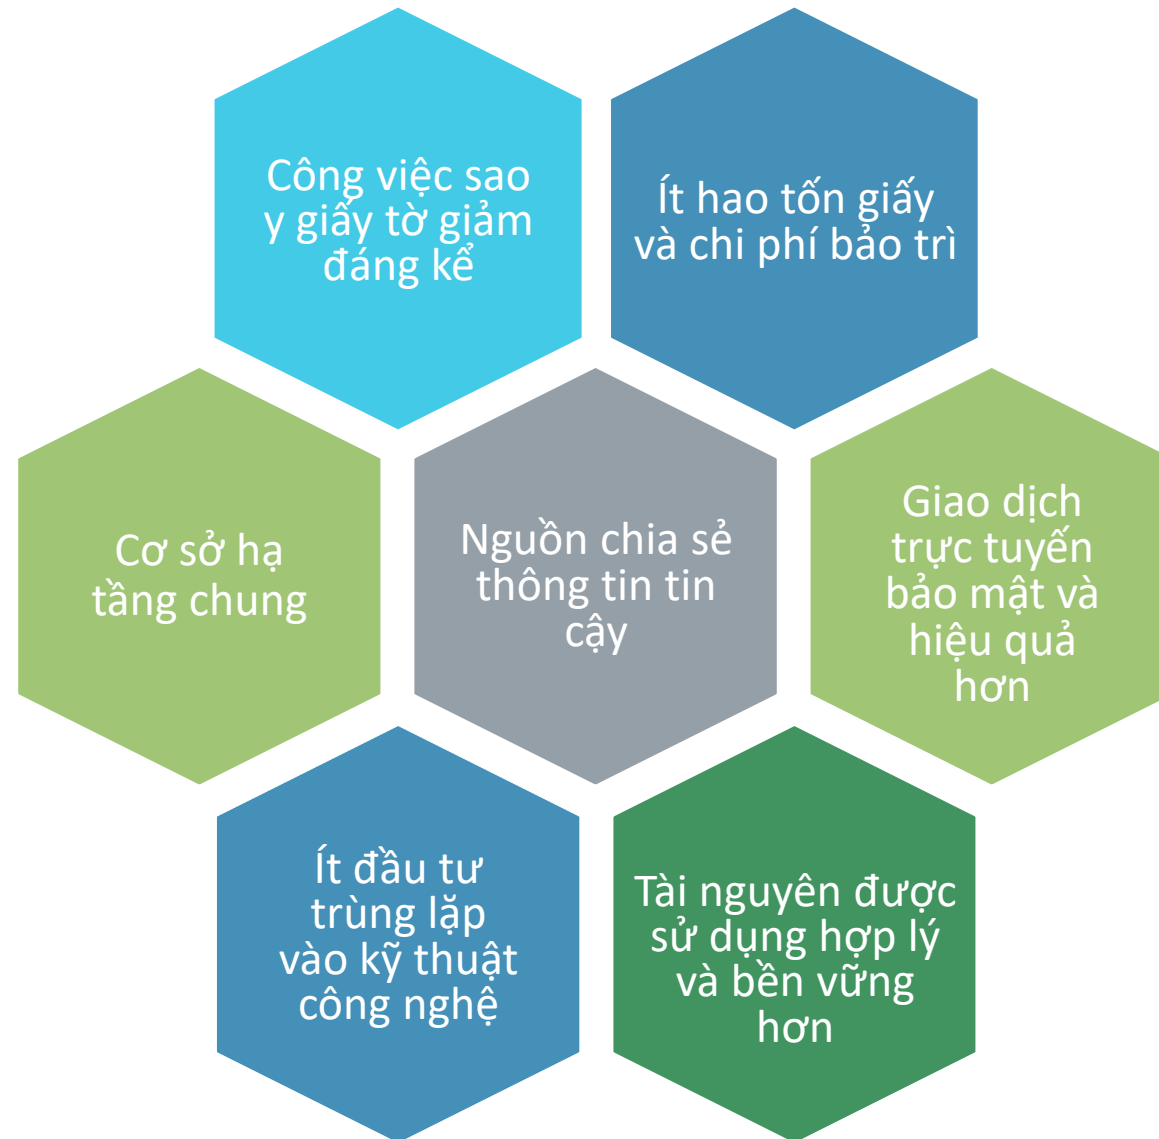 Công việc sao
y giấy tờ giảm
đáng kể
Ít hao tốn giấy
và chi phí bảo trì
Cơ sở hạ
tầng chung
Nguồn chia sẻ
thông tin tin
cậy
Giao dịch
trực tuyến
bảo mật và
hiệu quả
hơn
Ít đầu tư
trùng lặp
vào kỹ thuật
công nghệ
Tài nguyên được
sử dụng hợp lý
và bền vững
hơn